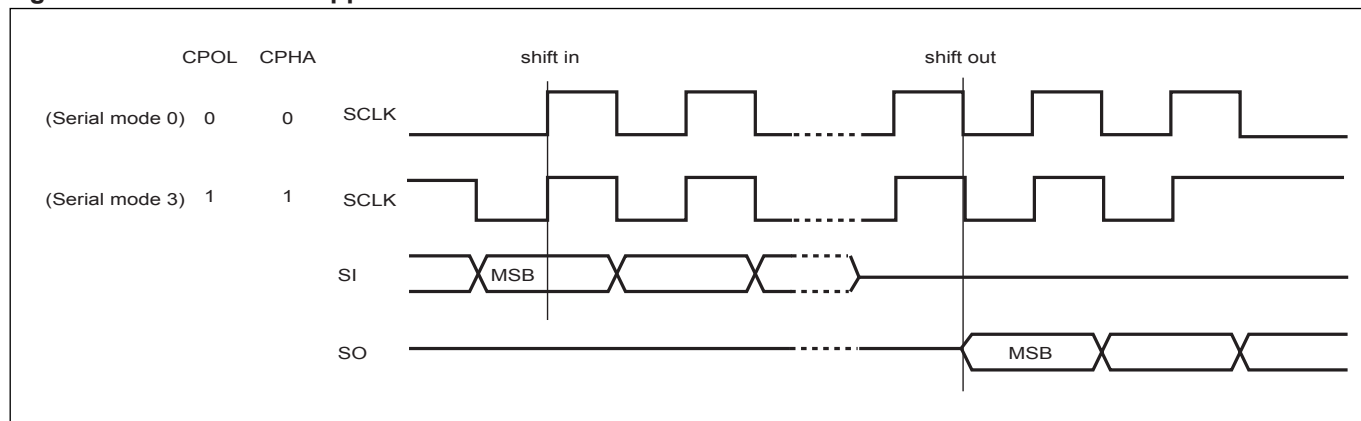 CPOL CPHA shift in shift out
(Serial mode 0) 0 0 SCLK
(Serial mode 3) 1 1 SCLK
SI MSB
SO MSB